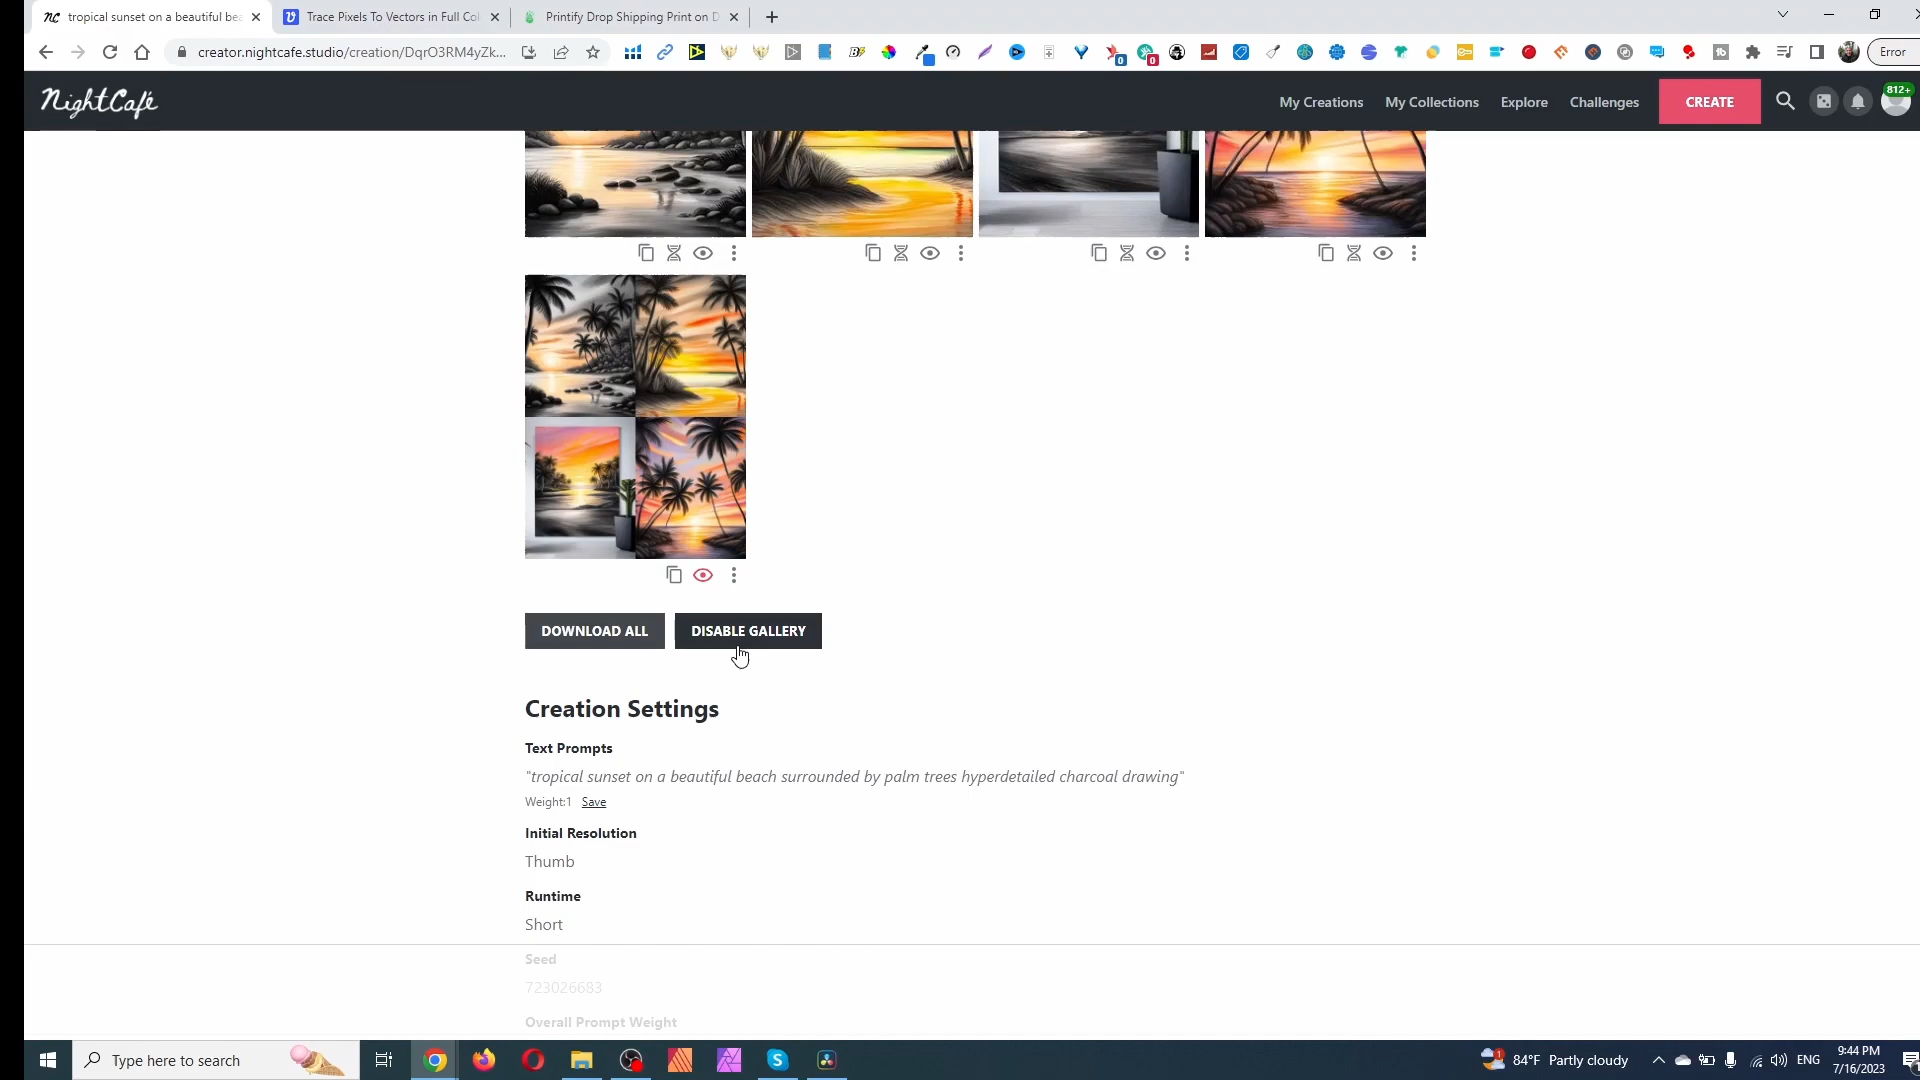 tropical sunset on a beautiful bea
Trace Pixels To Vectors in Full Col
Printify Drop Shipping Print on D
creator.nightcafe.studio/creation/DqrO3RM4yZk...
0
0
Error
NightCafé
My Creations
My Collections
Explore
Challenges
CREATE
812+
DOWNLOAD ALL
DISABLE GALLERY
Creation Settings
Text Prompts
"tropical sunset on a beautiful beach surrounded by palm trees hyperdetailed charcoal drawing"
Weight:1 Save
Initial Resolution
Thumb
Runtime
Short
Seed
723026683
Overall Prompt Weight
Type here to search
84°F Partly cloudy
ENG
9:44 PM
7/16/2023